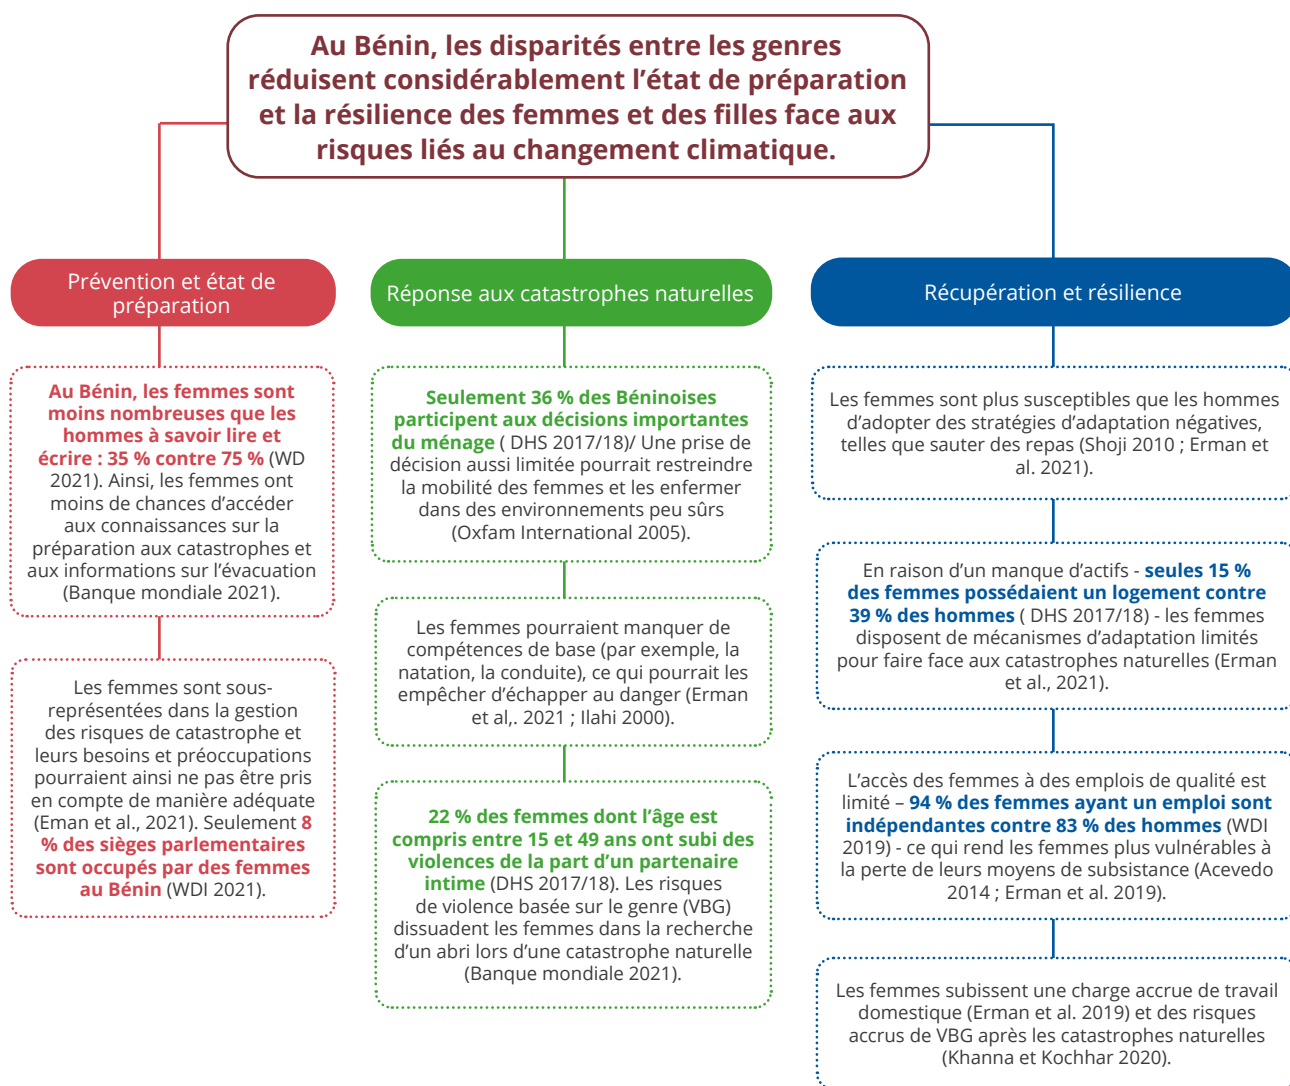 Au Bénin, les disparités entre les genres
réduisent considérablement l’état de préparation
et la résilience des femmes et des filles face aux
risques liés au changement climatique.
Prévention et état de
préparation
Au Bénin, les femmes sont
moins nombreuses que les
hommes à savoir lire et
écrire : 35 % contre 75 % (WD
2021). Ainsi, les femmes ont
moins de chances d’accéder
aux connaissances sur la
préparation aux catastrophes et
aux informations sur l’évacuation
(Banque mondiale 2021).
Les femmes sont sous-
représentées dans la gestion
des risques de catastrophe et
leurs besoins et préoccupations
pourraient ainsi ne pas être pris
en compte de manière adéquate
(Eman et al., 2021). Seulement 8
% des sièges parlementaires
sont occupés par des femmes
au Bénin (WDI 2021).
Réponse aux catastrophes naturelles
Seulement 36 % des Béninoises
participent aux décisions importantes
du ménage ( DHS 2017/18)/ Une prise de
décision aussi limitée pourrait restreindre
la mobilité des femmes et les enfermer
dans des environnements peu sûrs
(Oxfam International 2005).
Les femmes pourraient manquer de
compétences de base (par exemple, la
natation, la conduite), ce qui pourrait les
empêcher d’échapper au danger (Erman
et al,. 2021 ; Ilahi 2000).
22 % des femmes dont l’âge est
compris entre 15 et 49 ans ont subi des
violences de la part d’un partenaire
intime (DHS 2017/18). Les risques
de violence basée sur le genre (VBG)
dissuadent les femmes dans la recherche
d’un abri lors d’une catastrophe naturelle
(Banque mondiale 2021).
Récupération et résilience
Les femmes sont plus susceptibles que les hommes
d’adopter des stratégies d’adaptation négatives,
telles que sauter des repas (Shoji 2010 ; Erman et
al. 2021).
En raison d’un manque d’actifs - seules 15 %
des femmes possédaient un logement contre
39 % des hommes ( DHS 2017/18) - les femmes
disposent de mécanismes d’adaptation limités
pour faire face aux catastrophes naturelles (Erman
et al., 2021).
L’accès des femmes à des emplois de qualité est
limité – 94 % des femmes ayant un emploi sont
indépendantes contre 83 % des hommes (WDI
2019) - ce qui rend les femmes plus vulnérables à
la perte de leurs moyens de subsistance (Acevedo
2014 ; Erman et al. 2019).
Les femmes subissent une charge accrue de travail
domestique (Erman et al. 2019) et des risques
accrus de VBG après les catastrophes naturelles
(Khanna et Kochhar 2020).